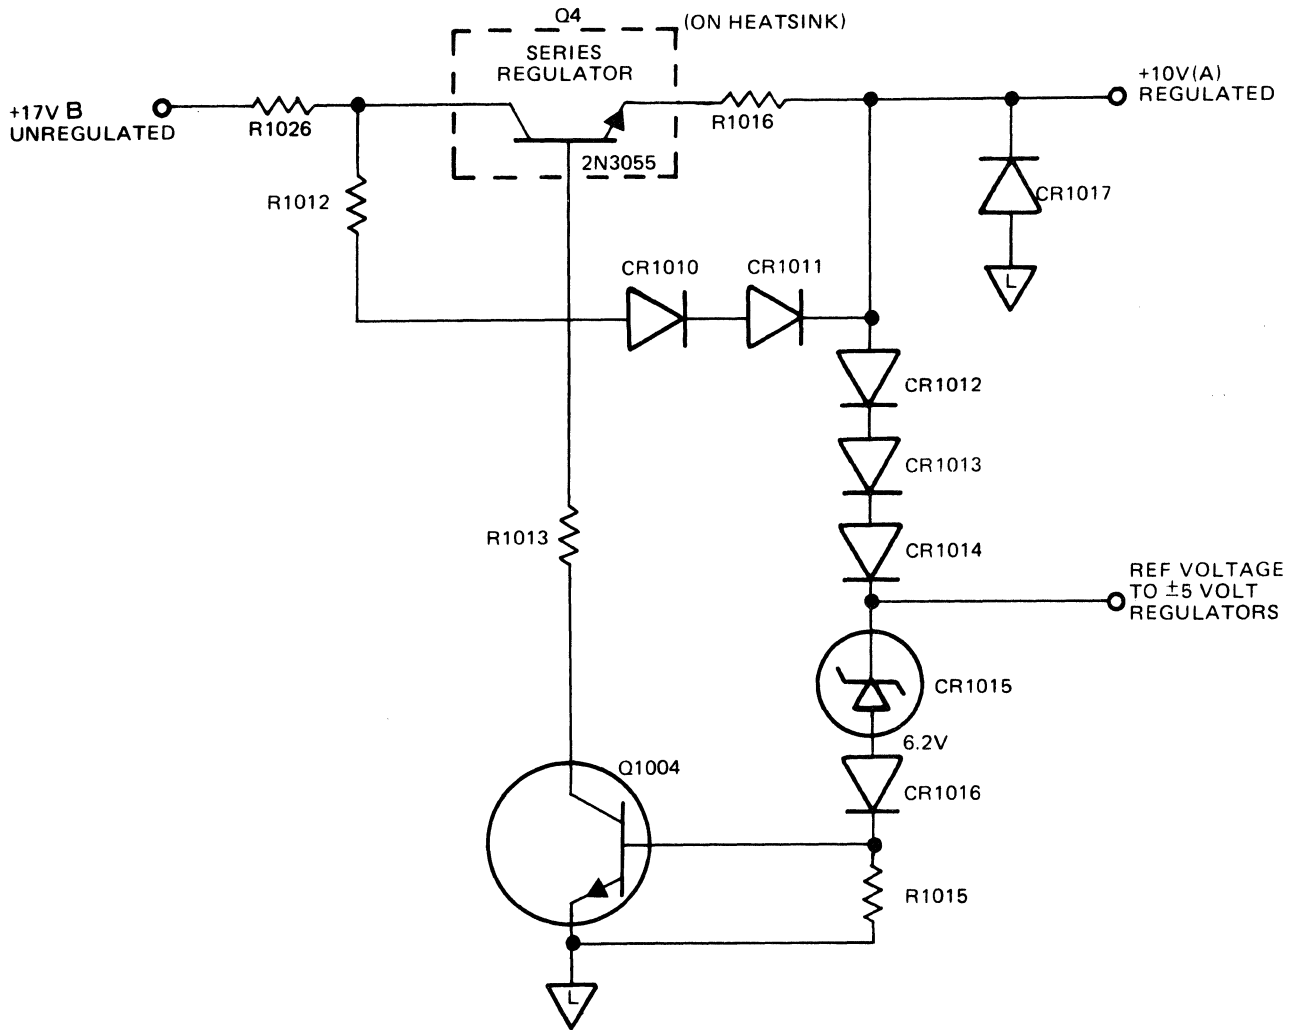 Q4
(ON HEATSINK)
SERIES
REGULATOR
+17V B
UNREGULATED
R1026
R1016
+10V(A)
REGULATED
2N3055
R1012
CR1017
L
CR1010
CR1011
CR1012
CR1013
R1013
CR1014
REF VOLTAGE
TO ±5 VOLT
REGULATORS
CR1015
6.2V
Q1004
CR1016
R1015
L